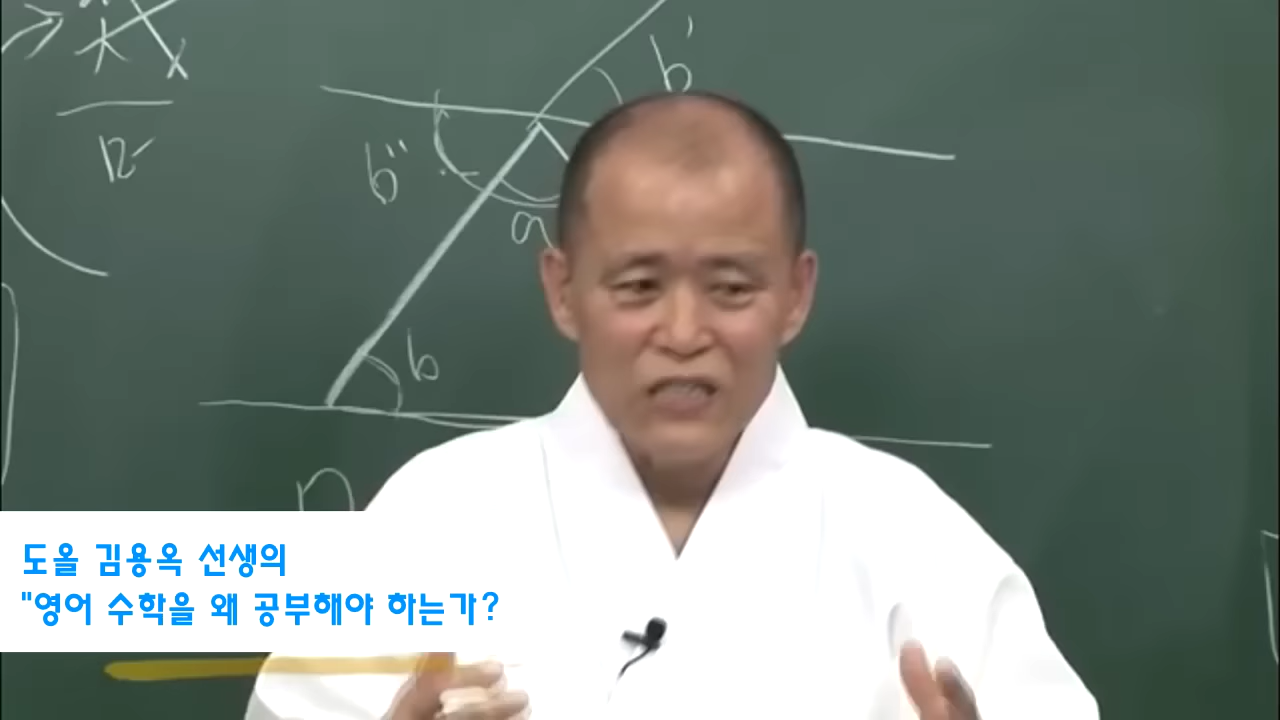 b'
b''
a
b
도올 김용옥 선생의
"영어 수학을 왜 공부해야 하는가?